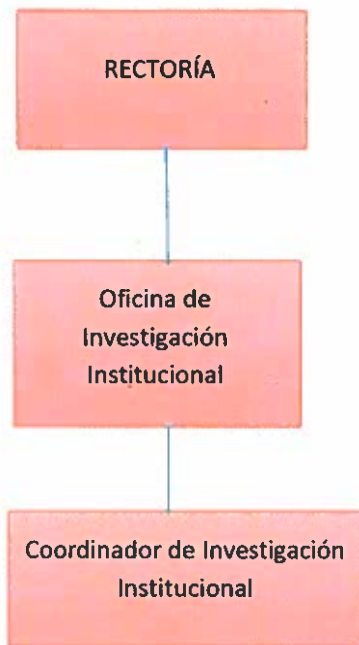 RECTORÍA
Oficina de
Investigación
Institucional
Coordinador de Investigación
Institucional